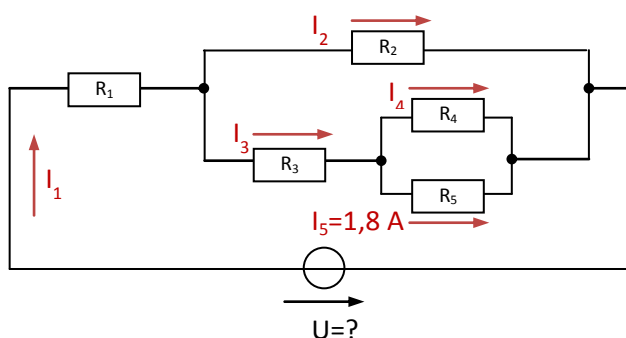 I₂
R₂
R₁
I₄
R₄
I₃
R₃
I₁
R₅
I₅=1,8 A
U=?